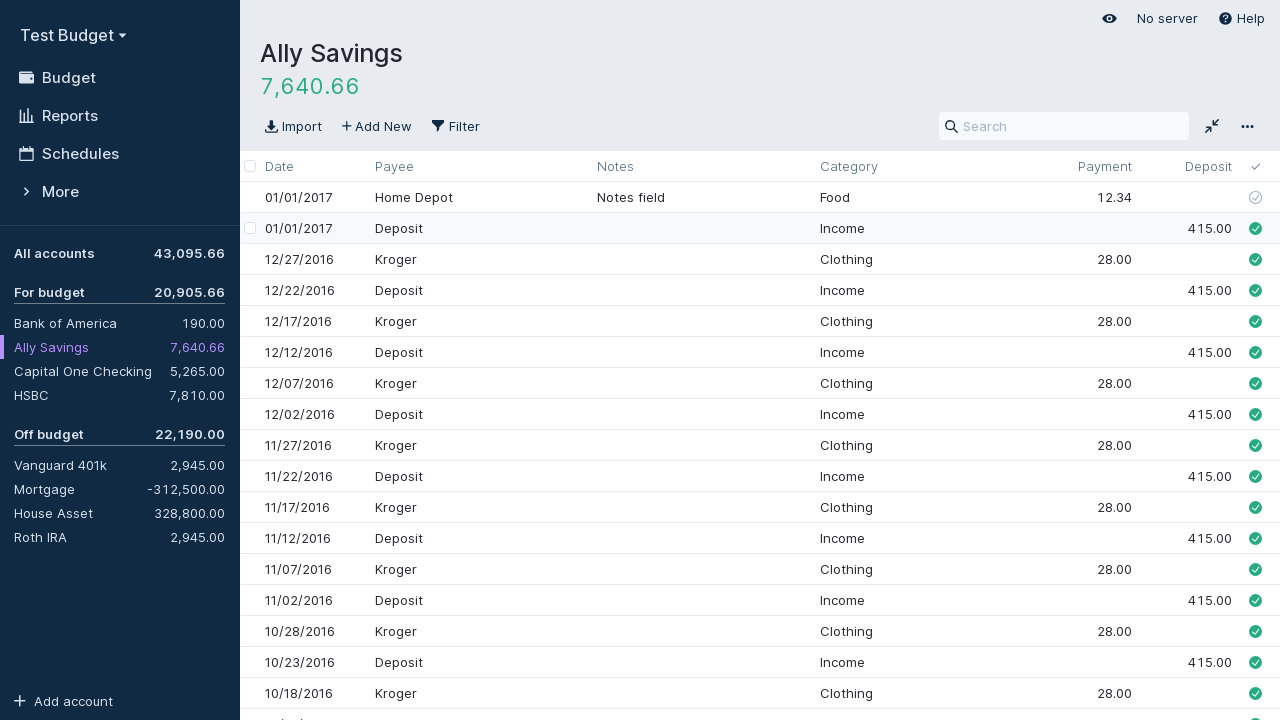 Test Budget
Budget
Reports
Schedules
More
All accounts 43,095.66
For budget 20,905.66
Bank of America 190.00
Ally Savings 7,640.66
Capital One Checking 5,265.00
HSBC 7,810.00
Off budget 22,190.00
Vanguard 401k 2,945.00
Mortgage -312,500.00
House Asset 328,800.00
Roth IRA 2,945.00
Add account
No server Help
Ally Savings
7,640.66
Import Add New Filter Search
Date Payee Notes Category Payment Deposit
01/01/2017 Home Depot Notes field Food 12.34
01/01/2017 Deposit Income 415.00
12/27/2016 Kroger Clothing 28.00
12/22/2016 Deposit Income 415.00
12/17/2016 Kroger Clothing 28.00
12/12/2016 Deposit Income 415.00
12/07/2016 Kroger Clothing 28.00
12/02/2016 Deposit Income 415.00
11/27/2016 Kroger Clothing 28.00
11/22/2016 Deposit Income 415.00
11/17/2016 Kroger Clothing 28.00
11/12/2016 Deposit Income 415.00
11/07/2016 Kroger Clothing 28.00
11/02/2016 Deposit Income 415.00
10/28/2016 Kroger Clothing 28.00
10/23/2016 Deposit Income 415.00
10/18/2016 Kroger Clothing 28.00